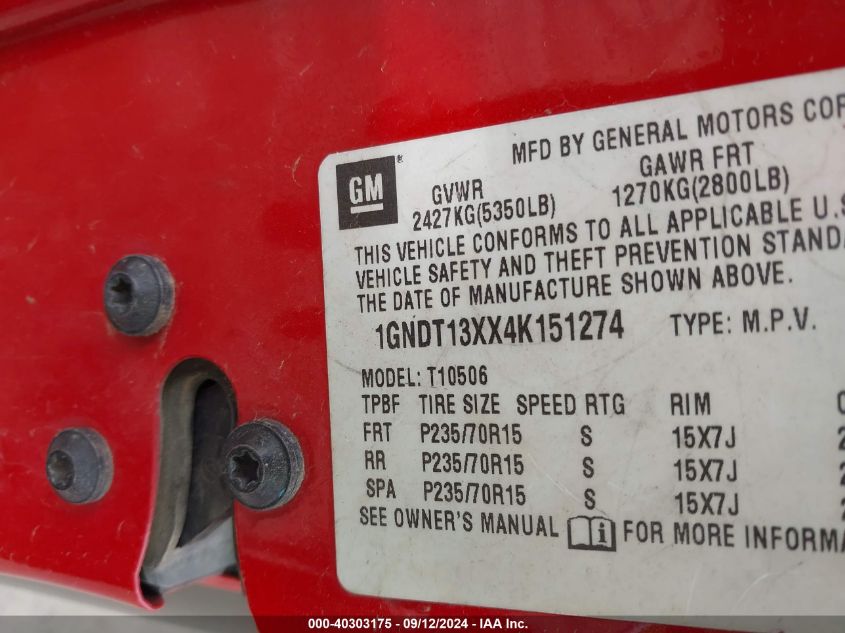 MFD BY GENERAL MOTORS COR
GM
GVWR
GAWR FRT
2427KG(5350LB)
1270KG(2800LB)
THIS VEHICLE CONFORMS TO ALL APPLICABLE U.S
VEHICLE SAFETY AND THEFT PREVENTION STANDA
THE DATE OF MANUFACTURE SHOWN ABOVE.
1GNDT13XX4K151274 TYPE: M.P.V.
MODEL: T10506
TPBF TIRE SIZE SPEED RTG RIM
FRT P235/70R15 S 15X7J
RR P235/70R15 S 15X7J
SPA P235/70R15 S 15X7J
SEE OWNER'S MANUAL i FOR MORE INFORMA
000-40303175 - 09/12/2024 - IAA Inc.